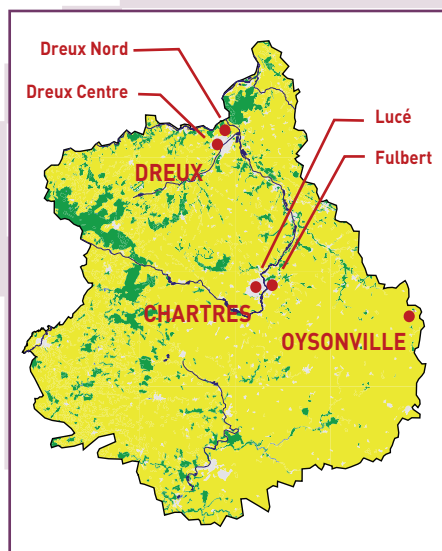 Dreux Nord
Dreux Centre
Lucé
Fulbert
DREUX
CHARTRES
OYSONVILLE